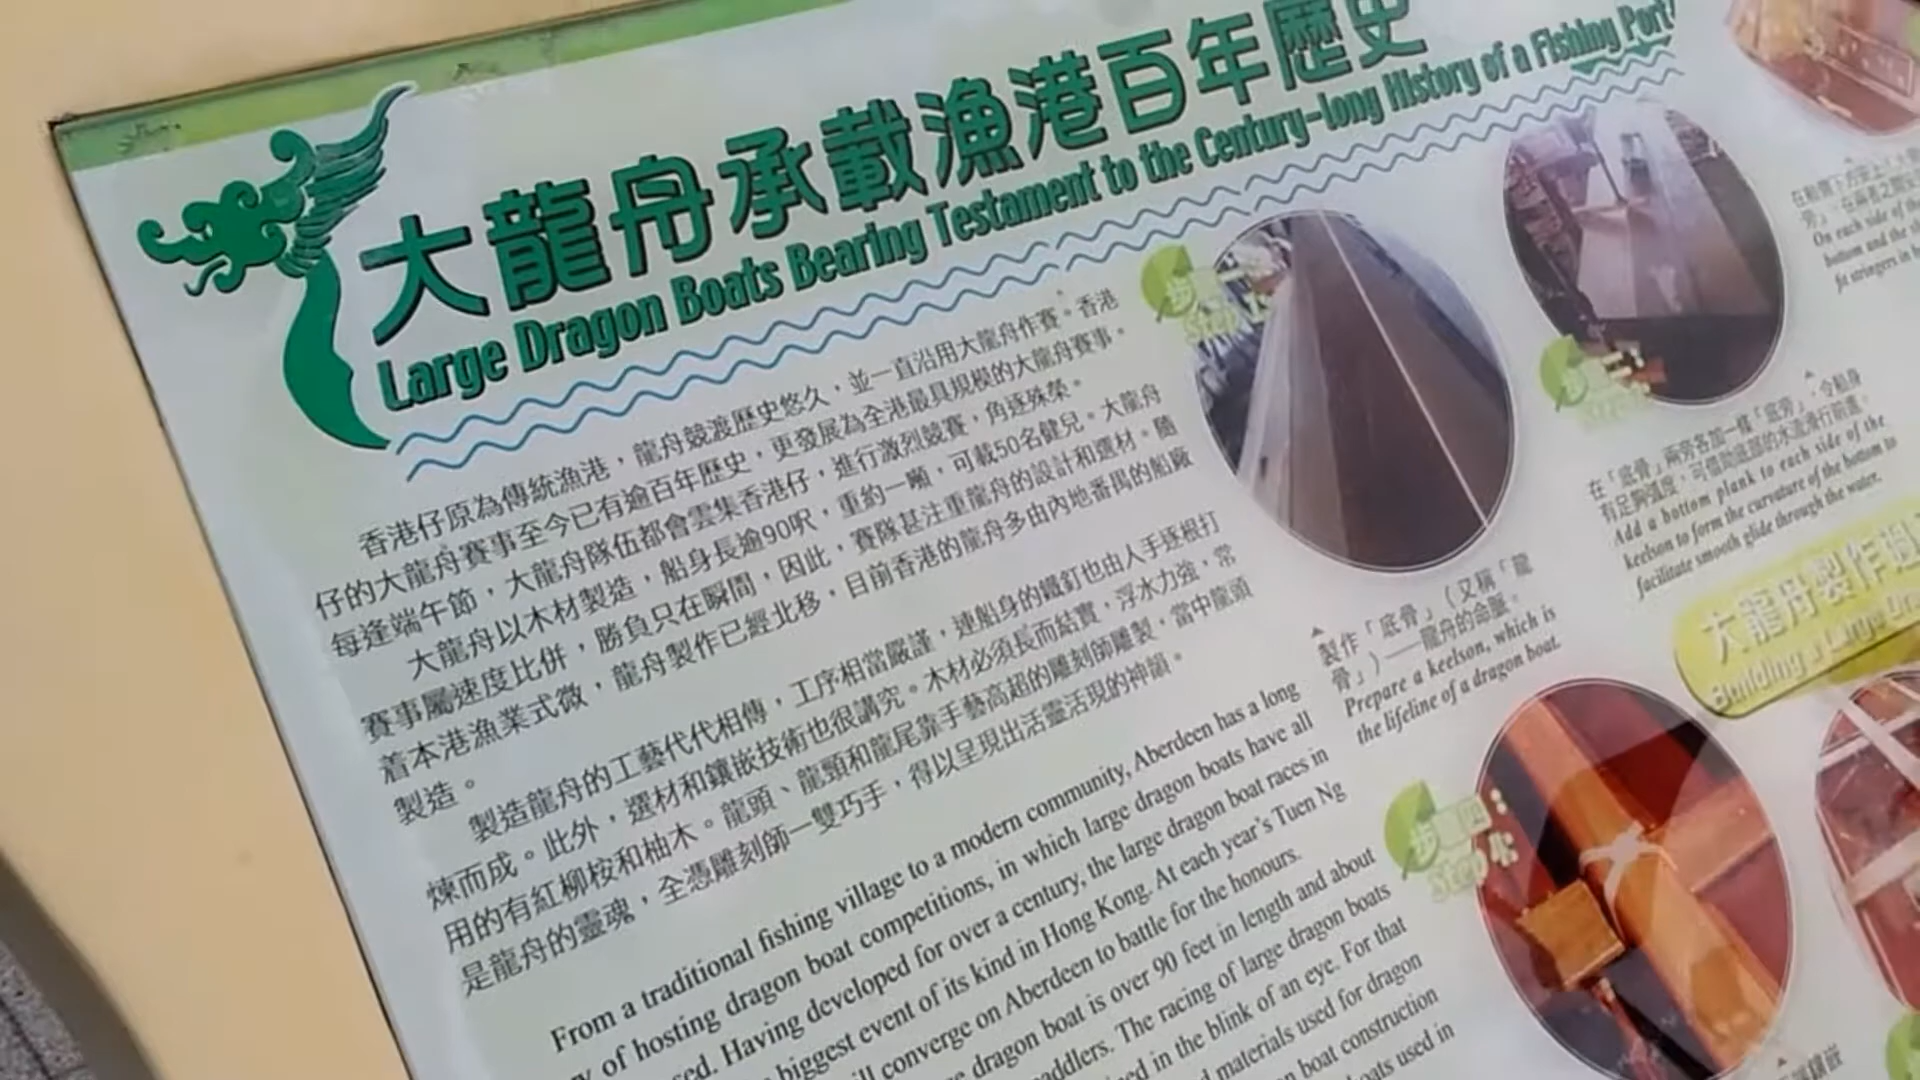 大龍舟承載漁港百年歷史
Large Dragon Boats Bearing Testament to the Century-long History of a Fishing Port
香港仔原為傳統漁港，龍舟競渡歷史悠久，並一直沿用大龍舟作賽。香港
仔的大龍舟賽事至今已有逾百年歷史，更發展為全港最具規模的大龍舟賽事。
每逢端午節，大龍舟隊伍都會雲集香港仔，進行激烈競賽，角逐殊榮。
大龍舟以木材製造，船身長逾90呎，重約一噸，可載50名健兒。大龍舟
賽事屬速度比併，勝負只在瞬間，因此，賽隊甚注重龍舟的設計和選材。隨
着本港漁業式微，龍舟製作已經北移，目前香港的龍舟多由內地番禺的船廠
製造。
製造龍舟的工藝代代相傳，工序相當嚴謹，連船身的鐵釘也由人手逐根打
煉而成。此外，選材和鑲嵌技術也很講究。木材必須長而結實，浮水力強，常
用的有紅柳桉和柚木。龍頭、龍頸和龍尾靠手藝高超的雕刻師雕製，當中龍頭
是龍舟的靈魂，全憑雕刻師一雙巧手，得以呈現出活靈活現的神韻。
From a traditional fishing village to a modern community, Aberdeen has a long
y of hosting dragon boat competitions, in which large dragon boats have all
sed. Having developed for over a century, the large dragon boat races in
biggest event of its kind in Hong Kong. At each year's Tuen Ng
ll converge on Aberdeen to battle for the honours.
dragon boat is over 90 feet in length and about
addlers. The racing of large dragon boats
ed in the blink of an eye. For that
materials used for dragon
boat construction
oats used in
Step 1:
製作「底骨」（又稱「龍
骨」）——龍舟的命脈。
Prepare a keelson, which is
the lifeline of a dragon boat.
在「底骨」兩旁各加一條「底旁」，令船身
有足夠弧度，可借助底部的水流滑行前進。
Add a bottom plank to each side of the
keelson to form the curvature of the bottom to
facilitate smooth glide through the water.
On each side of the
bottom and the
fit stringers in
大龍舟製作過
Building a Large Dra
步驟四：
Step 4: